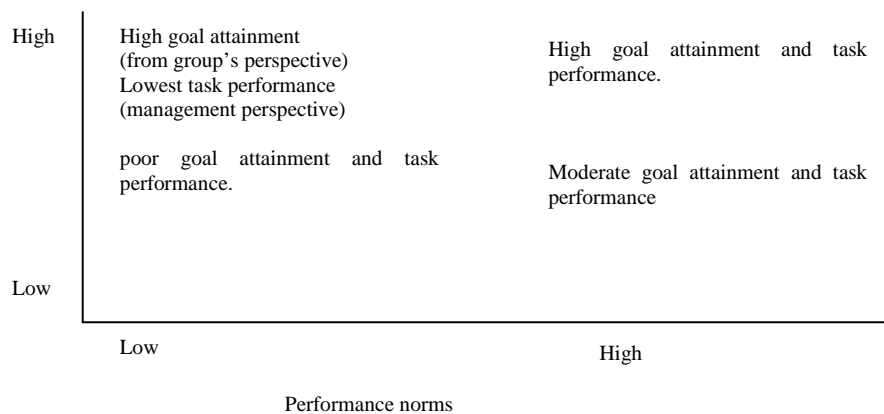 High
High goal attainment
(from group's perspective)
Lowest task performance
(management perspective)
High goal attainment and task
performance.
poor goal attainment and task
performance.
Moderate goal attainment and task
performance
Low
Low
High
Performance norms